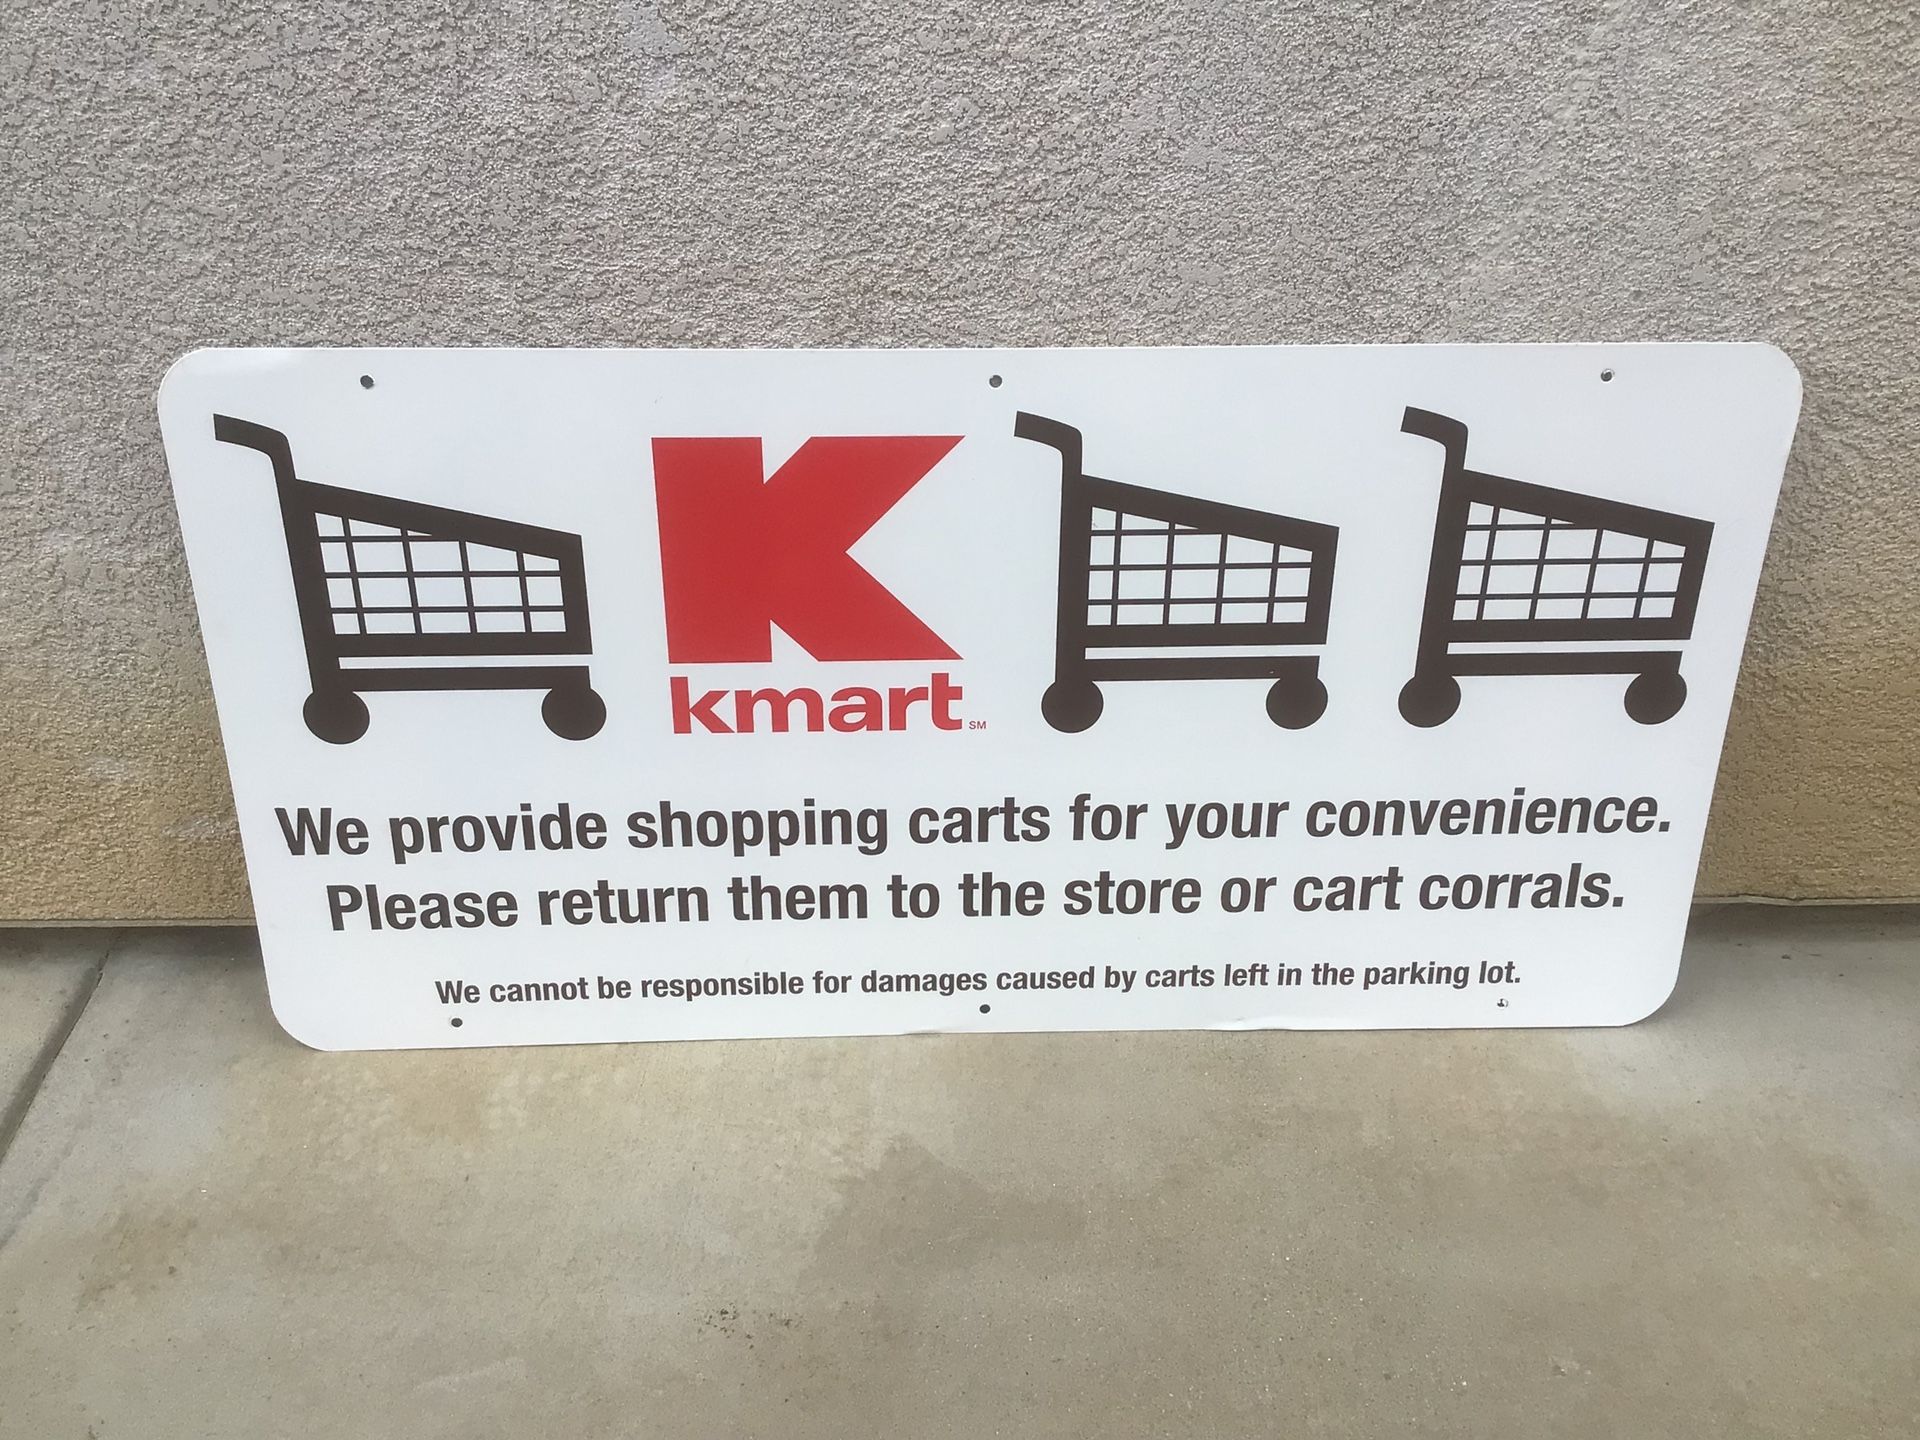 K
kmart SM
We provide shopping carts for your convenience.
Please return them to the store or cart corrals.
We cannot be responsible for damages caused by carts left in the parking lot.